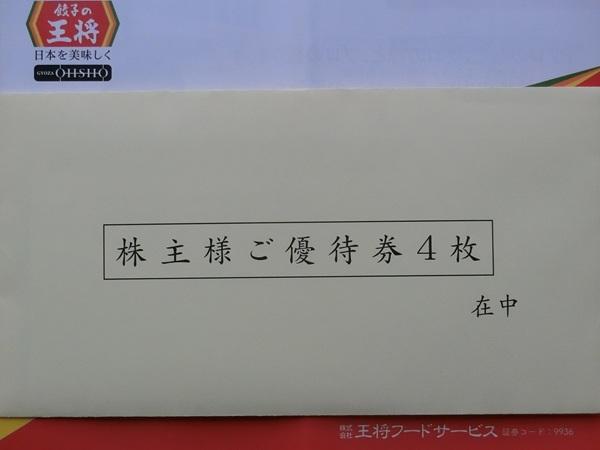 餃子の
王将
日本を美味しく
GYOZA OHSHO
株主様ご優待券4枚
在中
株式会社 王将フードサービス 証券コード：9936